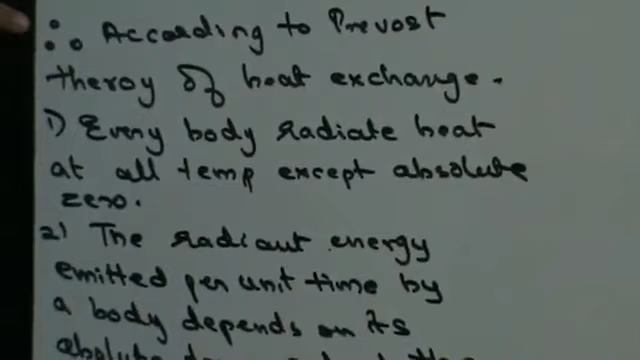 ∴ According to Prevost
theroy of heat exchange.
1) Every body radiate heat
at all temp except absolute
zero.
2) The radiant energy
emitted per unit time by
a body depends on its
absolute